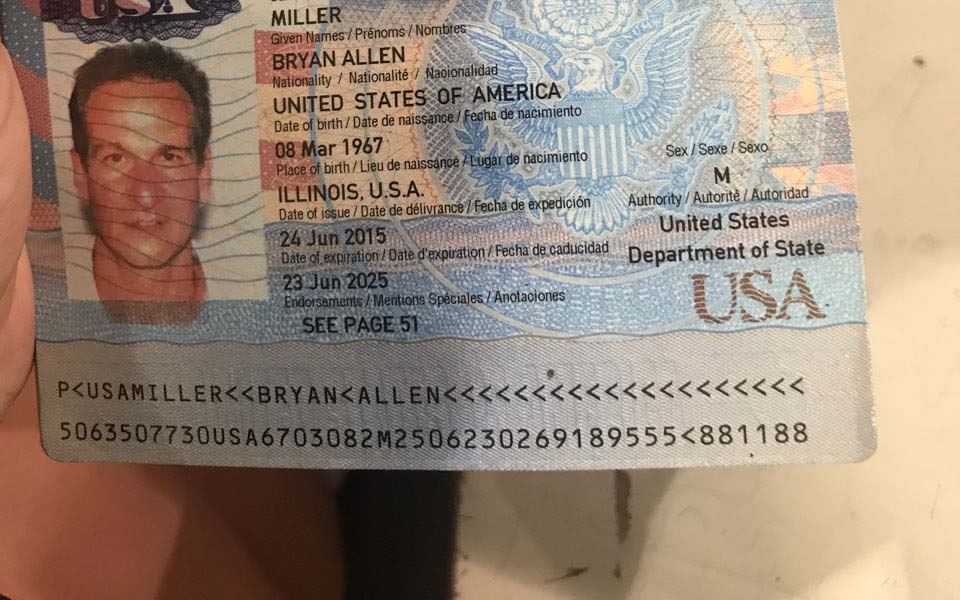 USA
MILLER
Given Names / Prénoms / Nombres
BRYAN ALLEN
Nationality / Nationalité / Nacionalidad
UNITED STATES OF AMERICA
Date of birth / Date de naissance / Fecha de nacimiento
08 Mar 1967
Place of birth / Lieu de naissance / Lugar de nacimiento
Sex / Sexe / Sexo
ILLINOIS, U.S.A.
M
Date of issue / Date de délivrance / Fecha de expedición
Authority / Autorité / Autoridad
24 Jun 2015
United States
Date of expiration / Date d'expiration / Fecha de caducidad
Department of State
23 Jun 2025
USA
Endorsements / Mentions Spéciales / Anotaciones
SEE PAGE 51
P<USAMILLER<<BRYAN<ALLEN<<<<<<<<<<<<<<<<<<<<
5063507730USA6703082M2506230269189555<881188